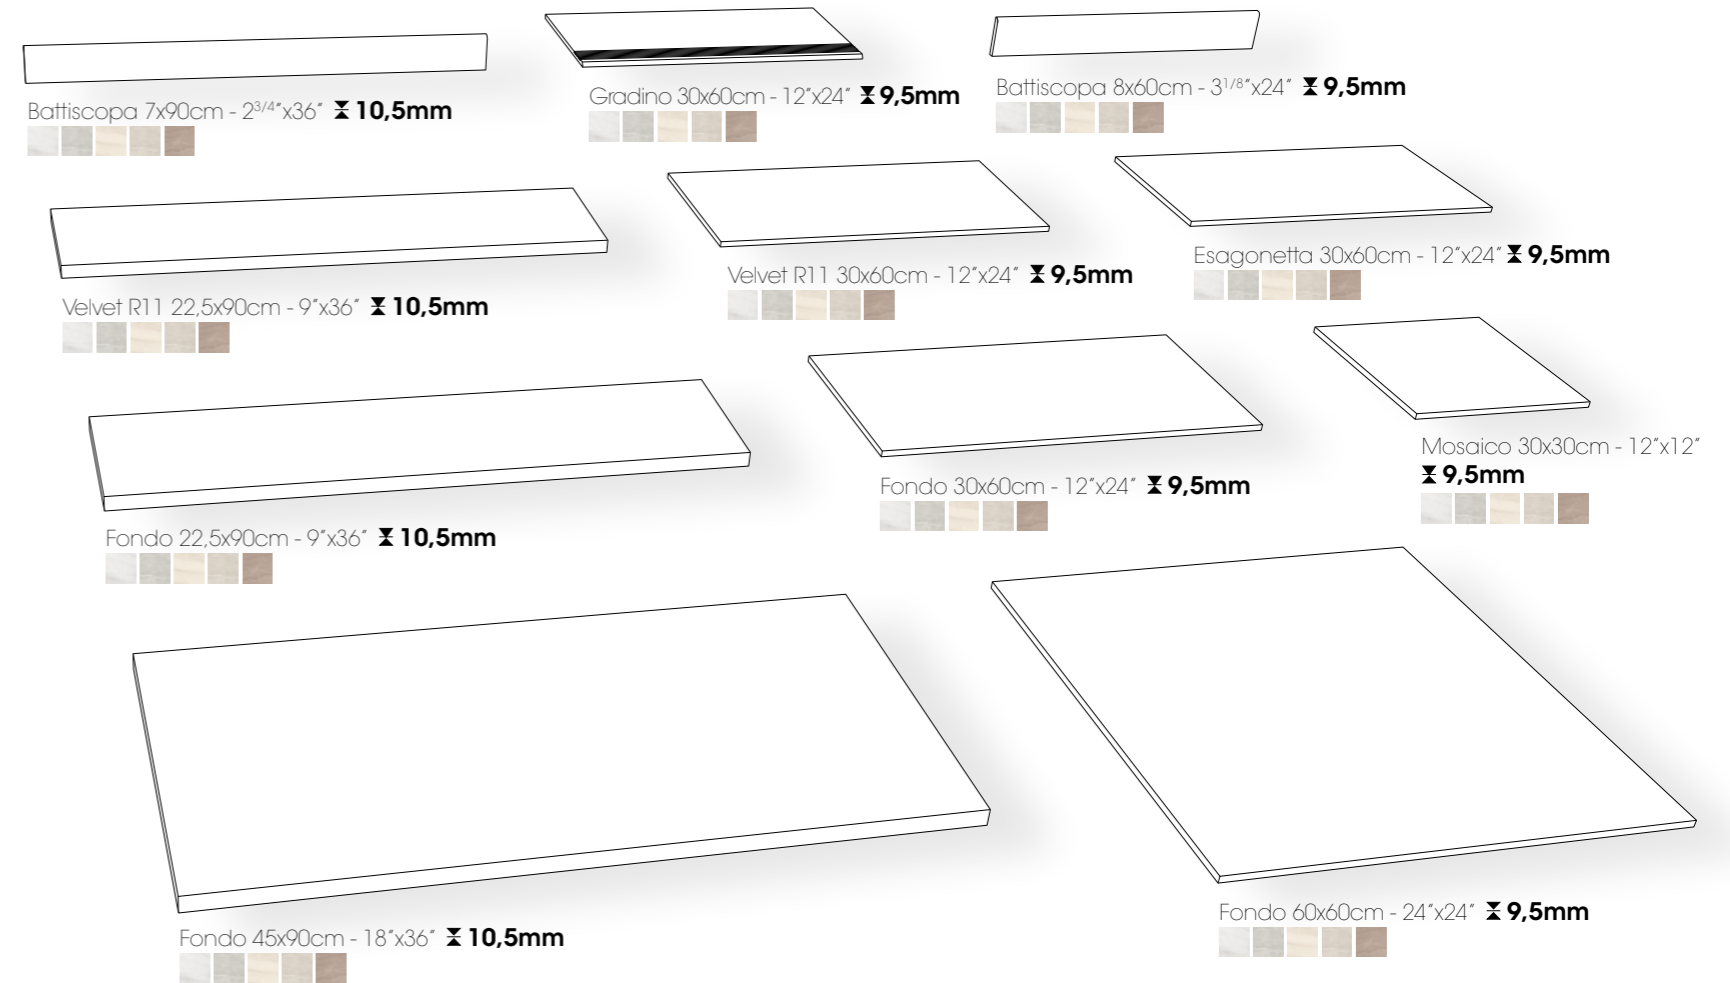 Battiscopa 7x90cm - 23/4"x36" 10,5mm
Gradino 30x60cm - 12"x24" 9,5mm
Battiscopa 8x60cm - 31/8"x24" 9,5mm
Velvet R11 22,5x90cm - 9"x36" 10,5mm
Velvet R11 30x60cm - 12"x24" 9,5mm
Esagonetta 30x60cm - 12"x24" 9,5mm
Fondo 22,5x90cm - 9"x36" 10,5mm
Fondo 30x60cm - 12"x24" 9,5mm
Mosaico 30x30cm - 12"x12"
9,5mm
Fondo 45x90cm - 18"x36" 10,5mm
Fondo 60x60cm - 24"x24" 9,5mm